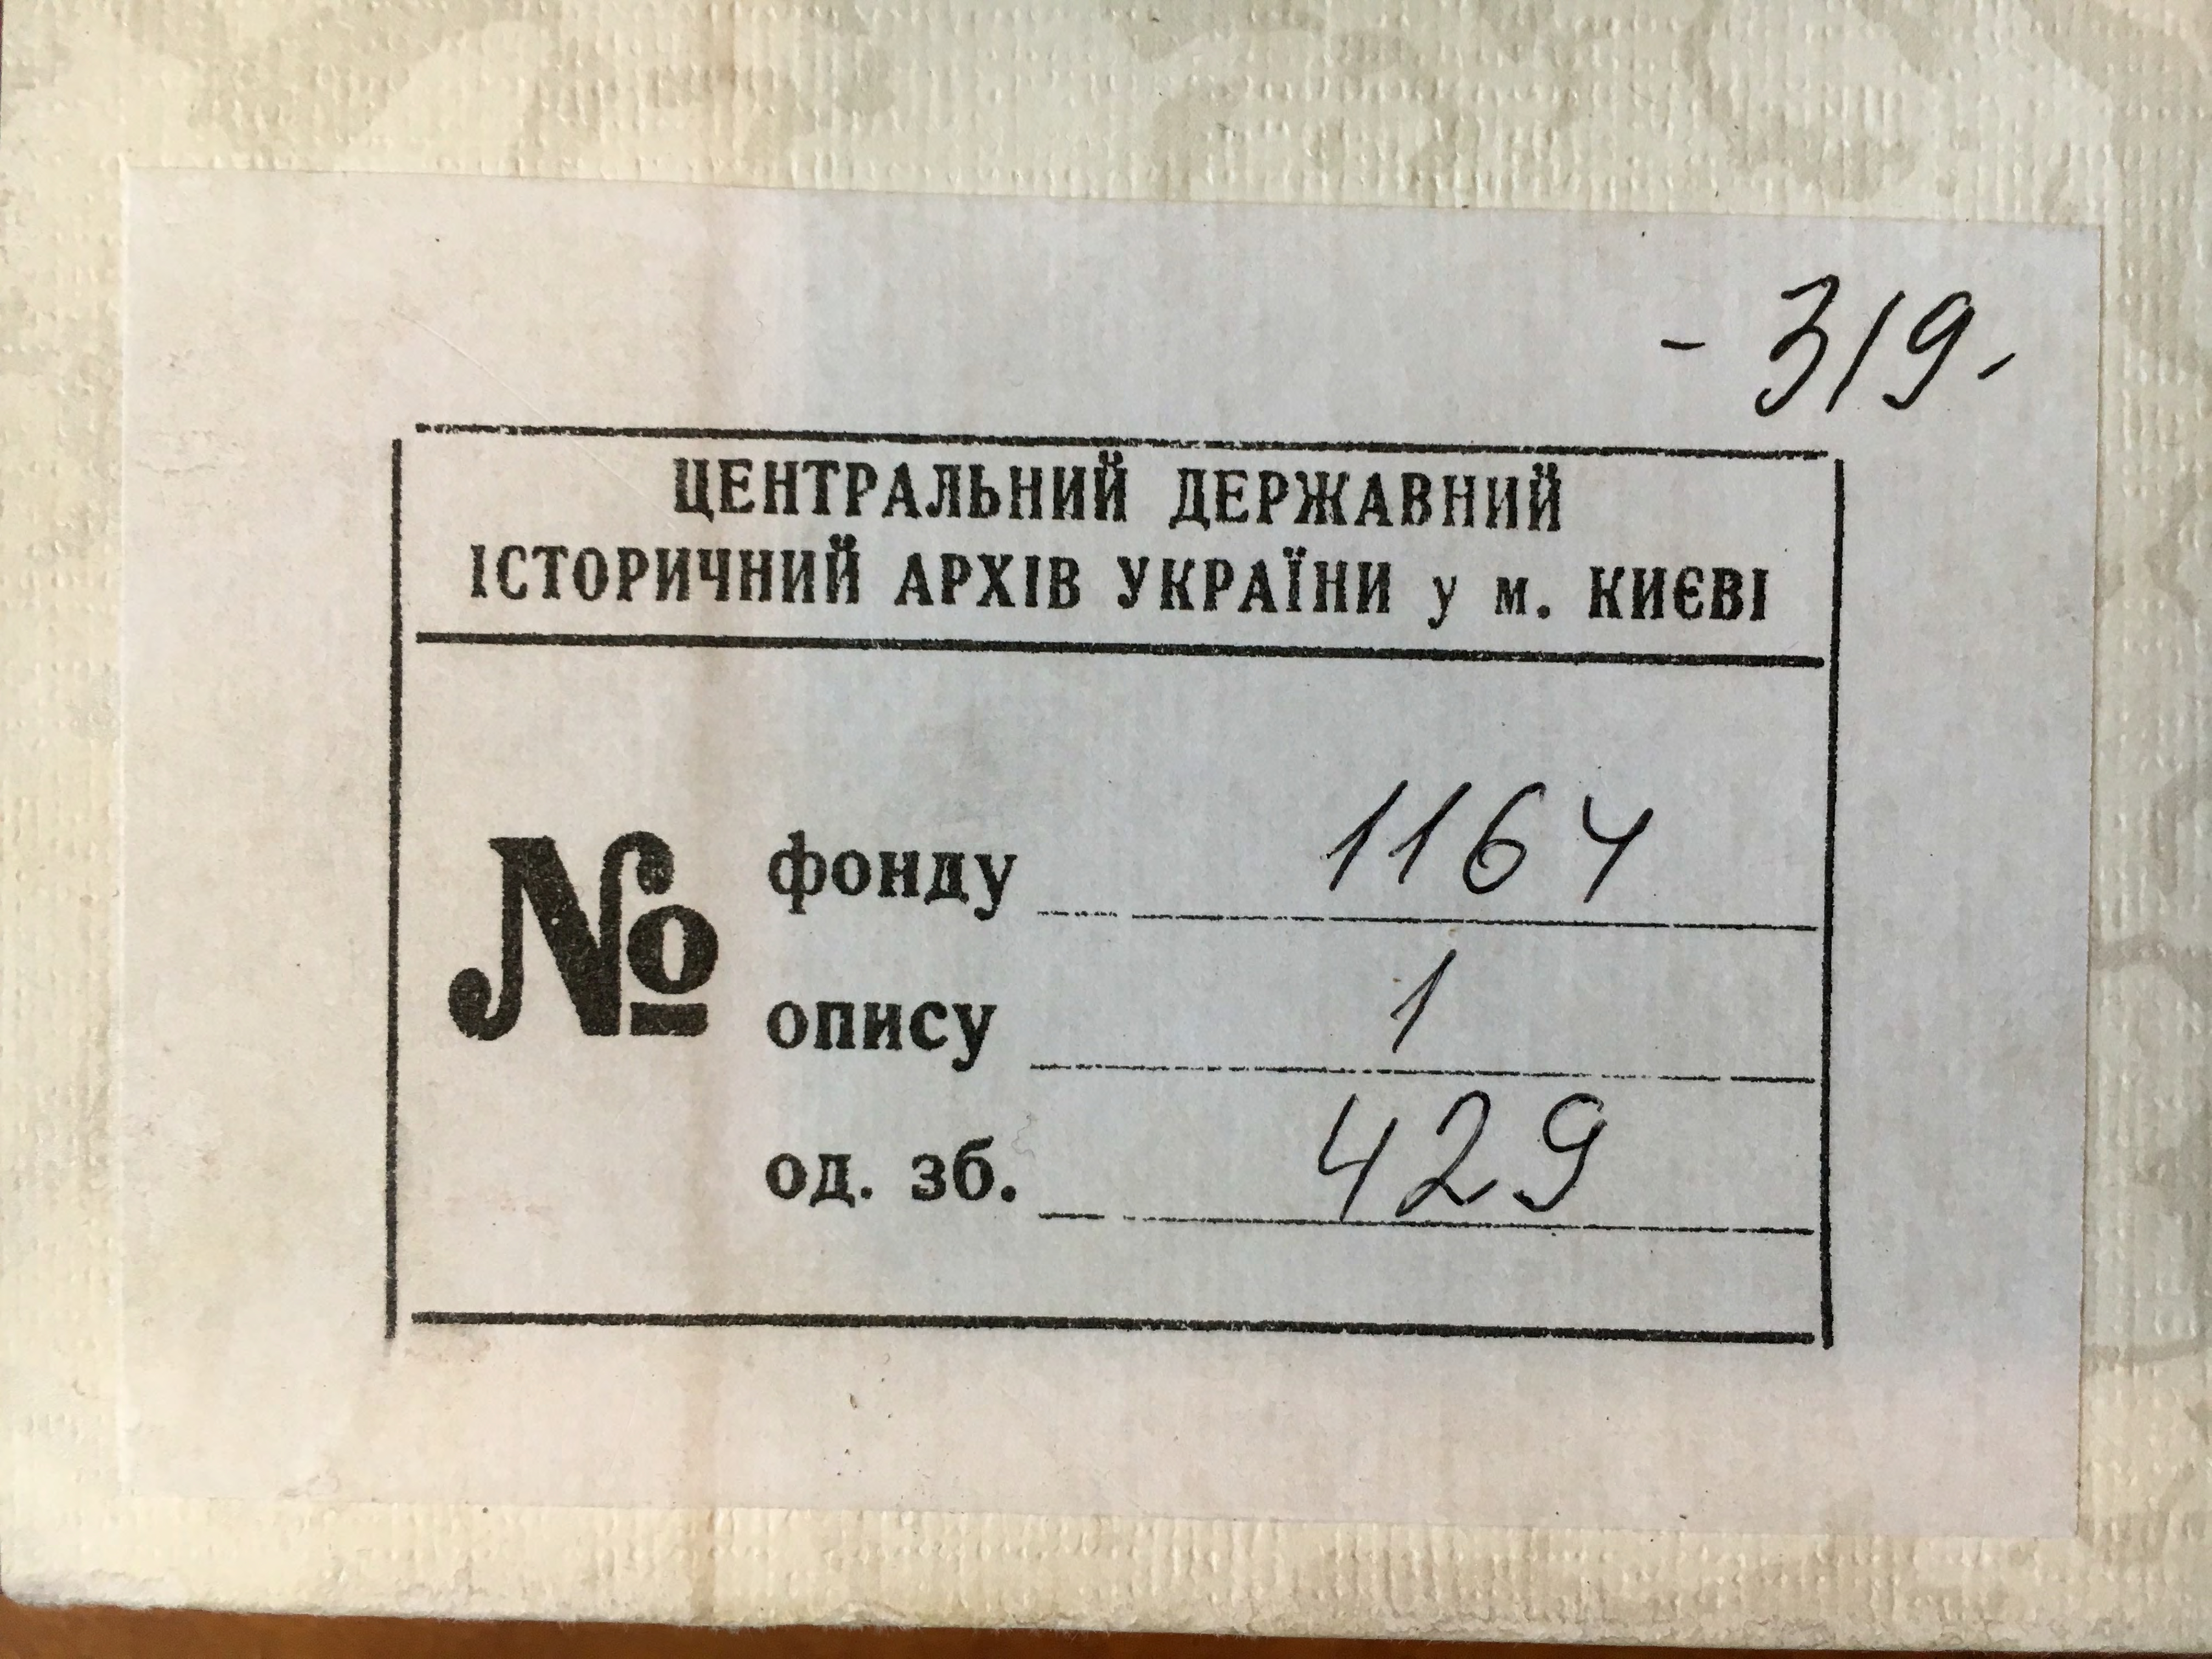 - 319 -
ЦЕНТРАЛЬНИЙ ДЕРЖАВНИЙ
ІСТОРИЧНИЙ АРХІВ УКРАЇНИ у м. КИЄВІ
№
фонду 1164
опису 1
од. зб. 429